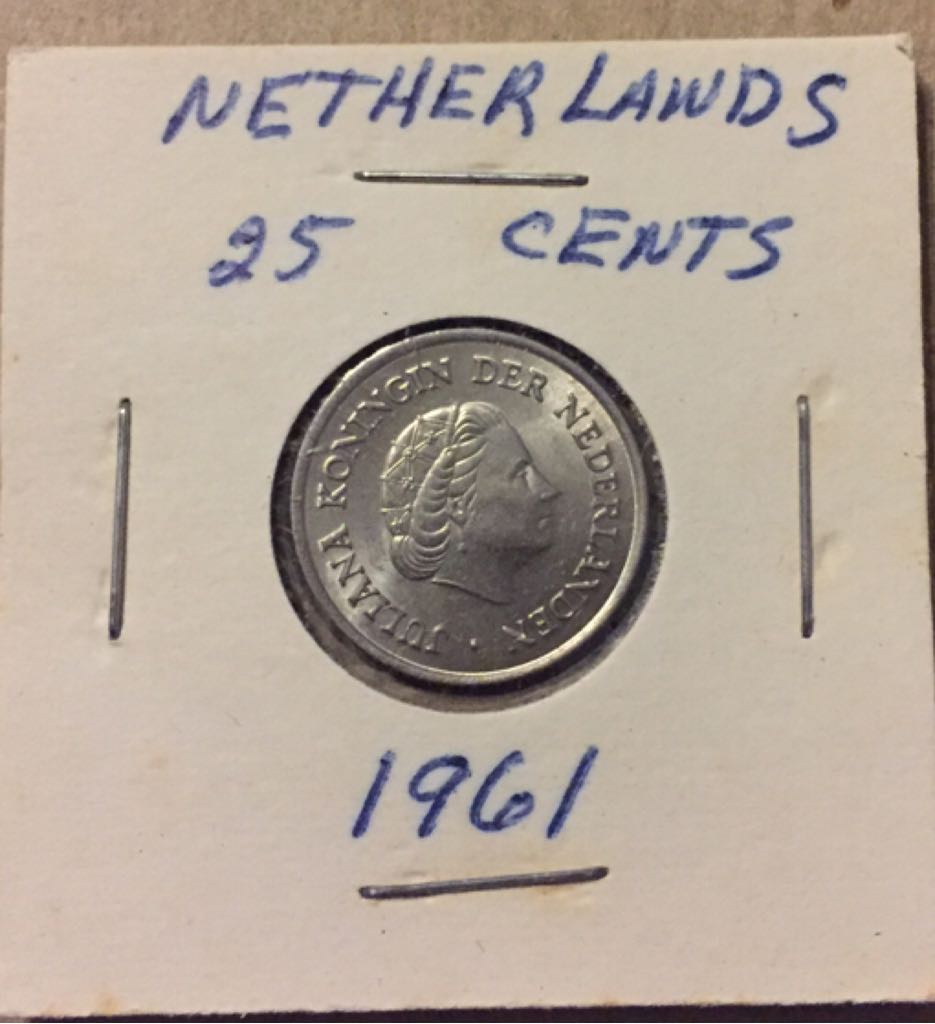 NETHERLANDS
25 CENTS
JULIANA KONINGIN DER NEDERLANDEN
1961